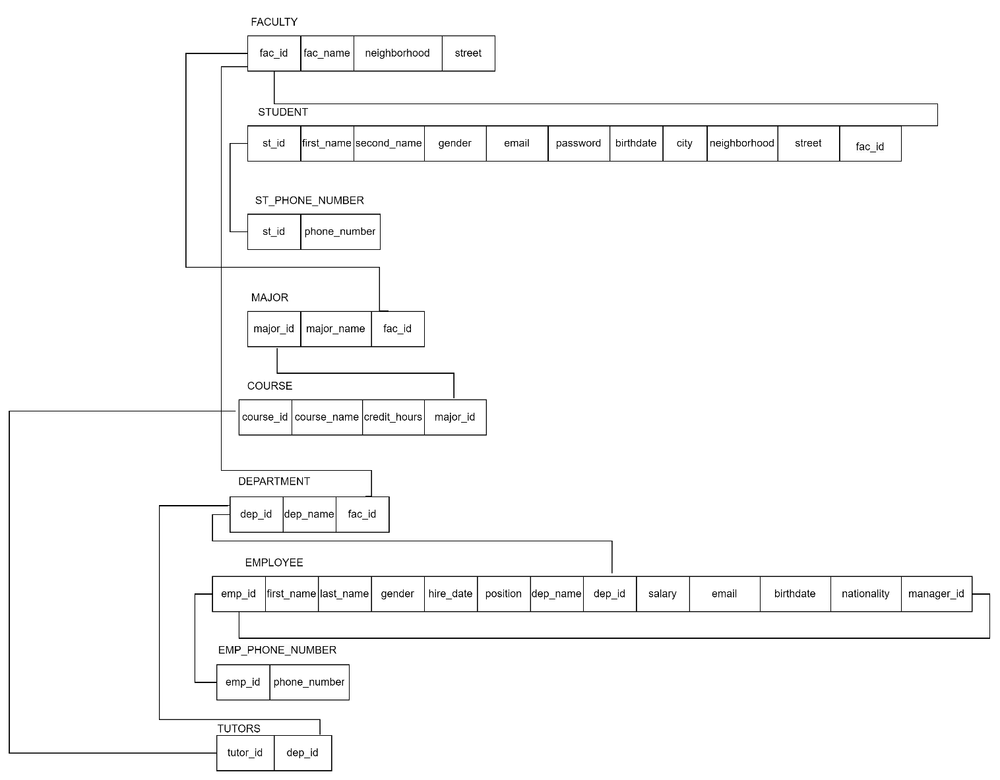 FACULTY
fac_id fac_name neighborhood street
STUDENT
st_id first_name second_name gender email password birthdate city neighborhood street fac_id
ST_PHONE_NUMBER
st_id phone_number
MAJOR
major_id major_name fac_id
COURSE
course_id course_name credit_hours major_id
DEPARTMENT
dep_id dep_name fac_id
EMPLOYEE
emp_id first_name last_name gender hire_date position dep_name dep_id salary email birthdate nationality manager_id
EMP_PHONE_NUMBER
emp_id phone_number
TUTORS
tutor_id dep_id